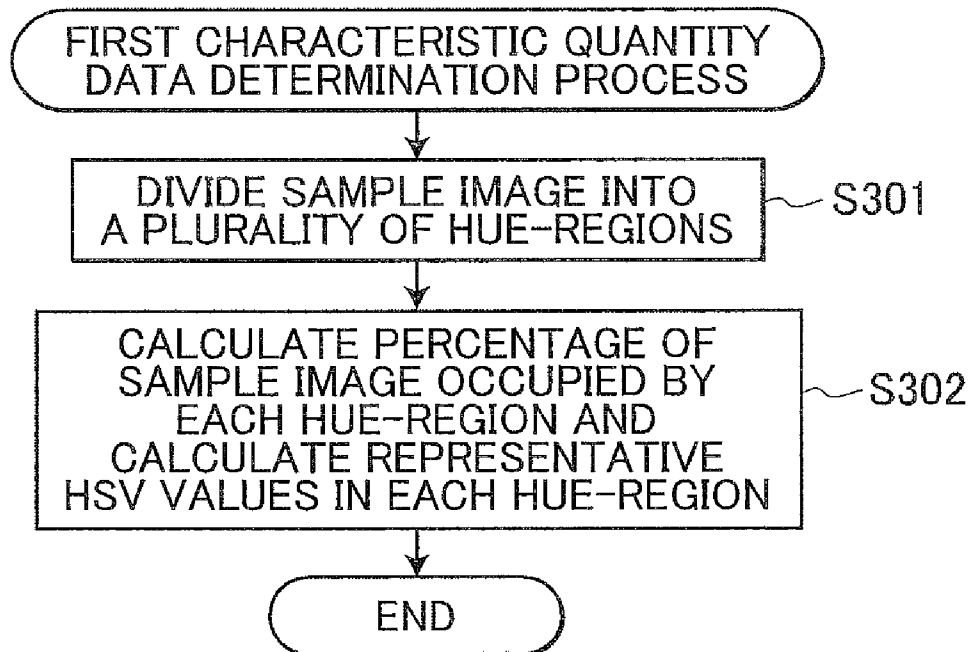 FIRST CHARACTERISTIC QUANTITY
DATA DETERMINATION PROCESS
DIVIDE SAMPLE IMAGE INTO
A PLURALITY OF HUE-REGIONS
S301
CALCULATE PERCENTAGE OF
SAMPLE IMAGE OCCUPIED BY
EACH HUE-REGION AND
CALCULATE REPRESENTATIVE
HSV VALUES IN EACH HUE-REGION
S302
END